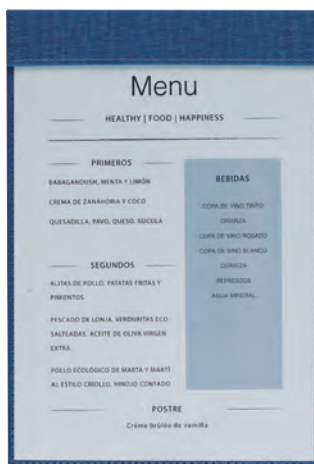 Menu
HEALTHY | FOOD | HAPPINESS
PRIMEROS
BABAGANOUSH, MENTA Y LIMÓN
CREMA DE ZANAHORIA Y COCO
QUESADILLA, PAVO, QUESO, RÚCULA
SEGUNDOS
ALITAS DE POLLO, PATATAS FRITAS Y
PIMIENTOS
PESCADO DE LONJA, VERDURITAS ECO
SALTEADAS, ACEITE DE OLIVA VIRGEN
EXTRA
POLLO ECOLÓGICO DE MARTA Y MARTÍ
AL ESTILO CRIOLLO, HINOJO CONTADO
BEBIDAS
COPA DE VINO TINTO
CRIANZA
COPA DE VINO ROSADO
COPA DE VINO BLANCO
CERVEZA
REFRESCOS
AGUA MINERAL
POSTRE
Crème brûlée de vainilla